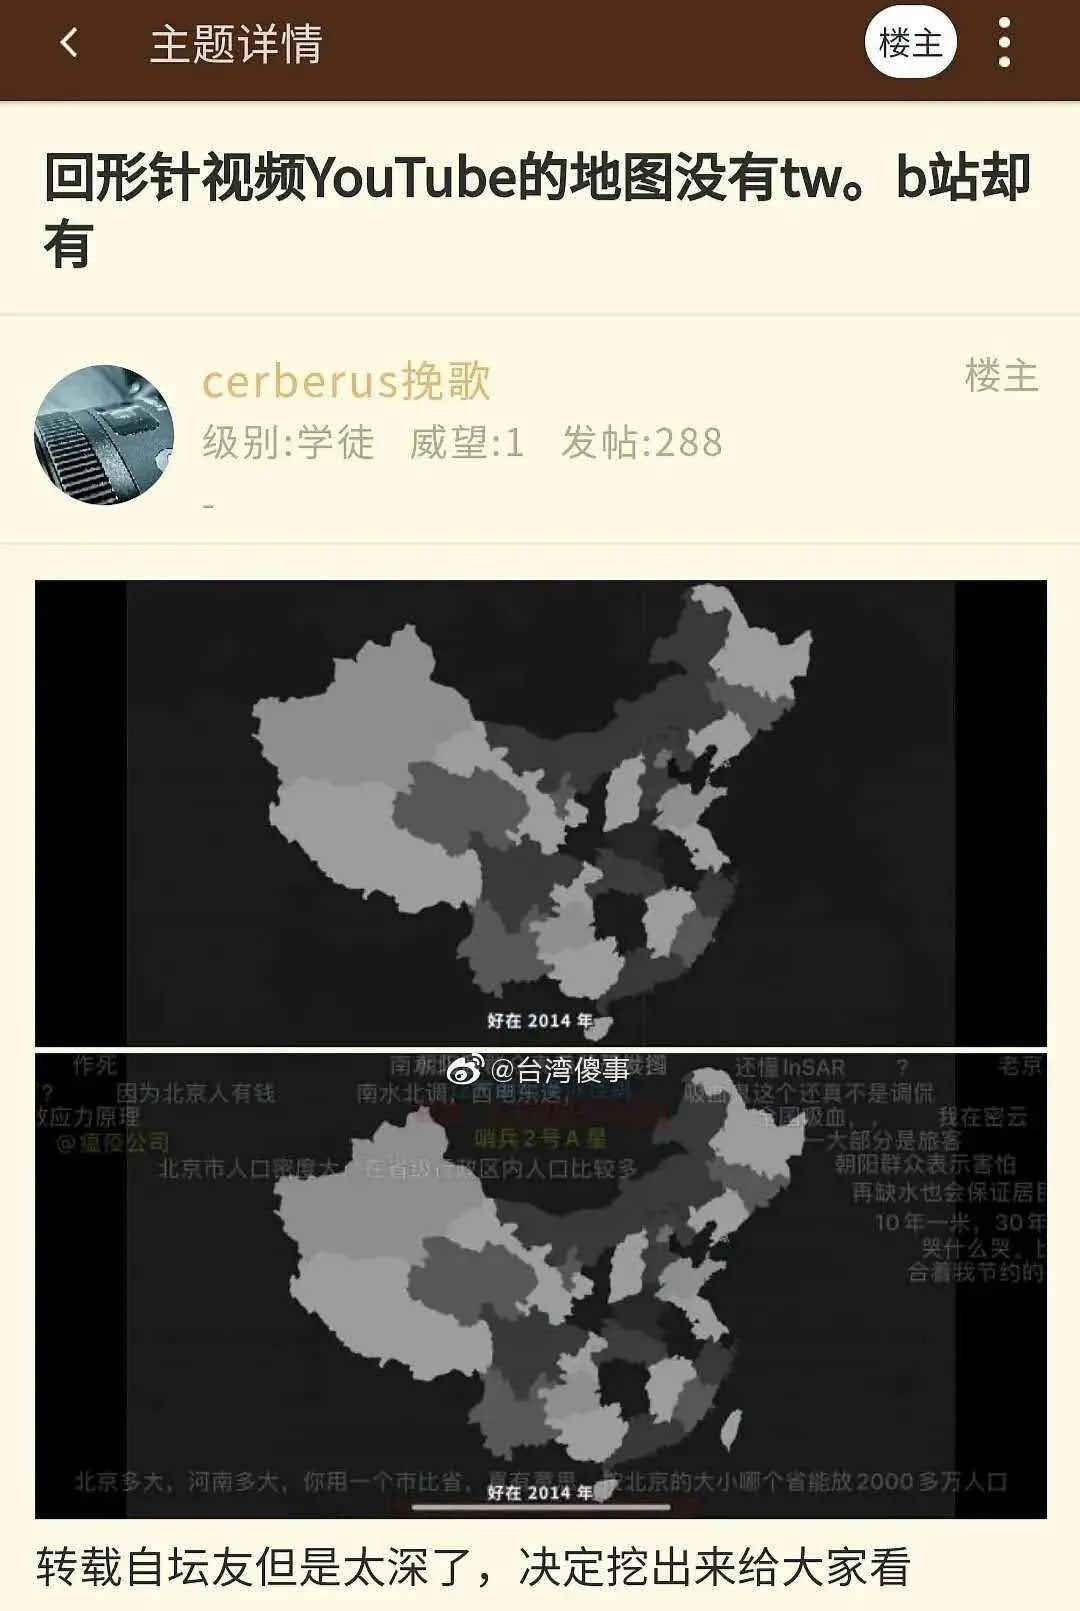 主题详情
楼主
回形针视频YouTube的地图没有tw。b站却
有
cerberus挽歌
楼主
级别:学徒 威望:1 发帖:288
-
好在 2014 年
@台湾傻事
作死
还懂InSAR
?
老京
?
因为北京人有钱
南水北调，西电东送，
这个还真不是调侃
效应力原理
全国吸血，，
我在密云
@瘟疫公司
哨兵2号A星
一大部分是旅客
北京市人口密度大，在省级行政区内人口比较多
朝阳群众表示害怕
再缺水也会保证居民
10年一米，30年
哭什么哭。
合着我节约的
北京多大，河南多大，你用一个市比省，真有意思，按北京的大小哪个省能放2000多万人口
好在 2014 年
转载自坛友但是太深了，决定挖出来给大家看